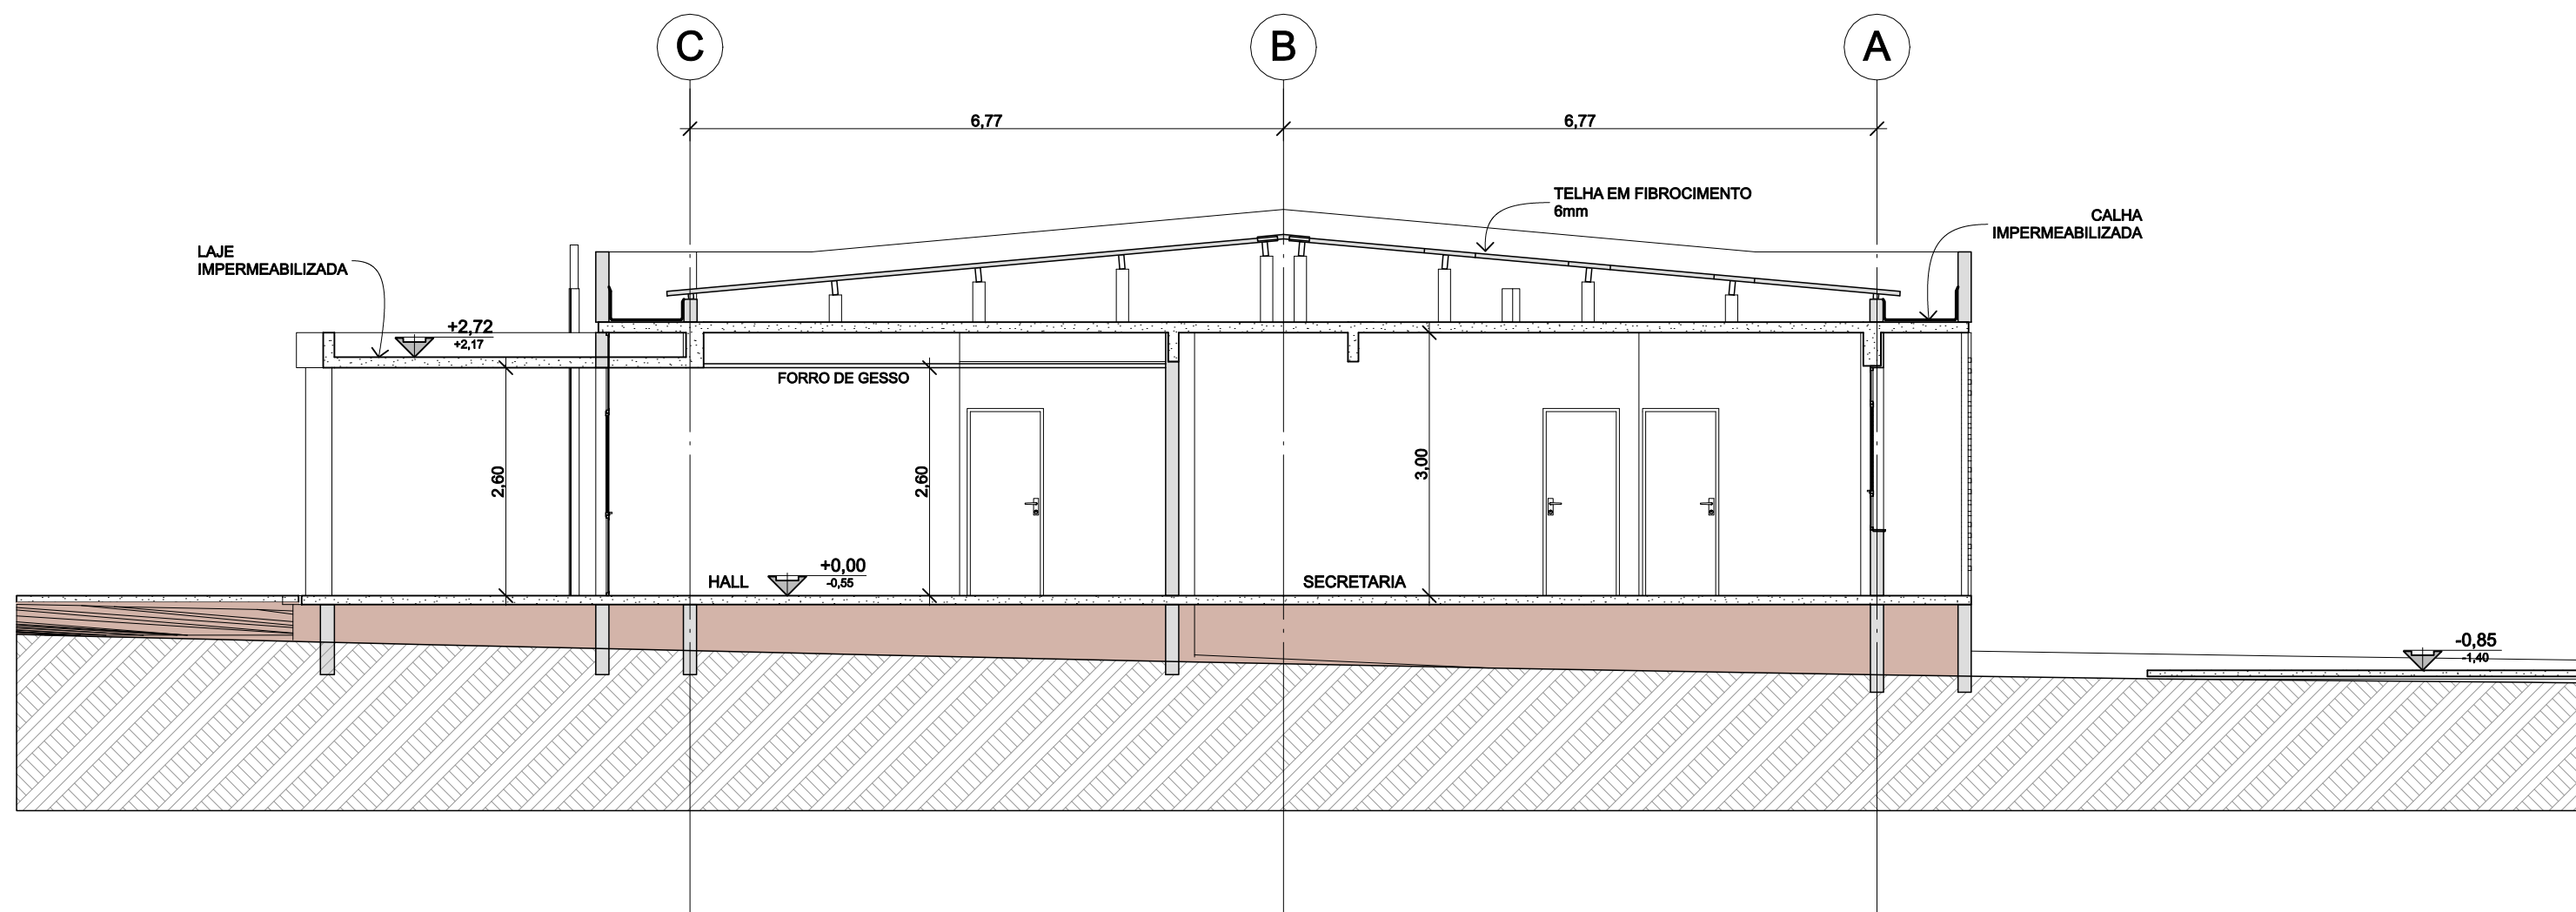 C
B
A
6,77
6,77
TELHA EM FIBROCIMENTO
6mm
CALHA
IMPERMEABILIZADA
LAJE
IMPERMEABILIZADA
+2,72
+2,17
FORRO DE GESSO
2,60
2,60
3,00
HALL
+0,00
-0,55
SECRETARIA
-0,85
-1,40